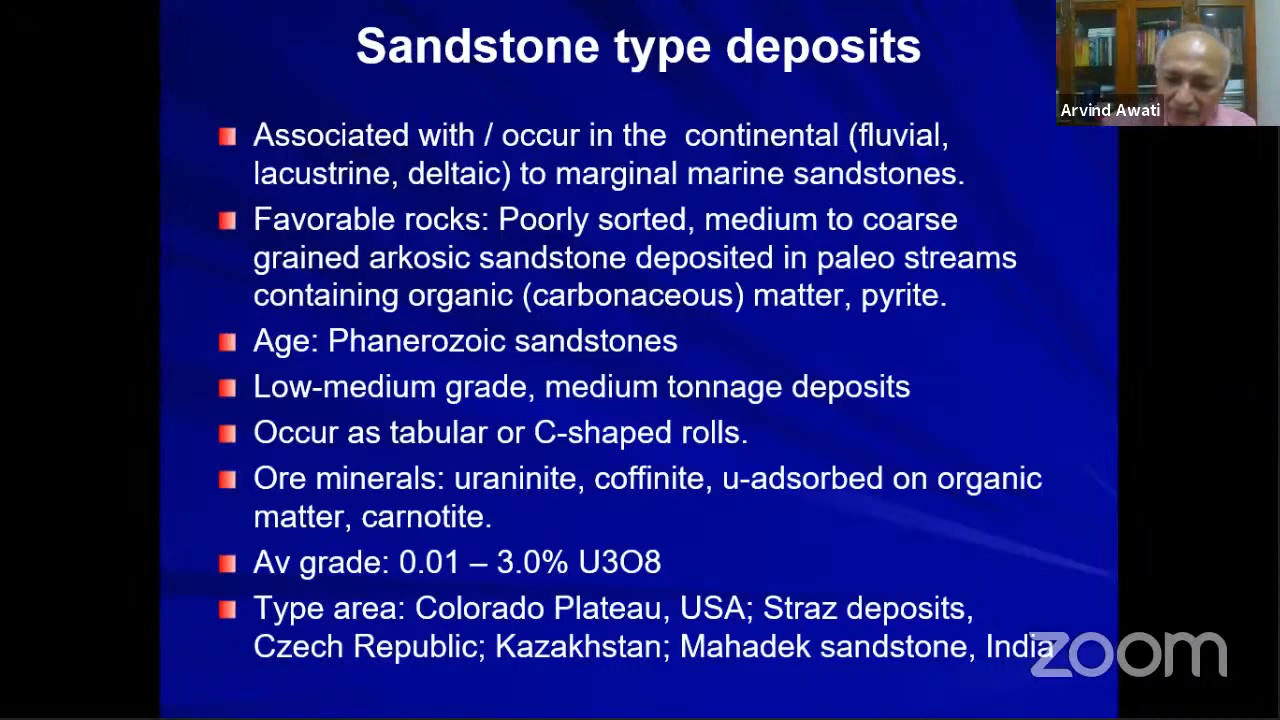 Sandstone type deposits
Arvind Awati
Associated with / occur in the continental (fluvial,
lacustrine, deltaic) to marginal marine sandstones.
Favorable rocks: Poorly sorted, medium to coarse
grained arkosic sandstone deposited in paleo streams
containing organic (carbonaceous) matter, pyrite.
Age: Phanerozoic sandstones
Low-medium grade, medium tonnage deposits
Occur as tabular or C-shaped rolls.
Ore minerals: uraninite, coffinite, u-adsorbed on organic
matter, carnotite.
Av grade: 0.01 – 3.0% U3O8
Type area: Colorado Plateau, USA; Straz deposits,
Czech Republic; Kazakhstan; Mahadek sandstone, India
zoom